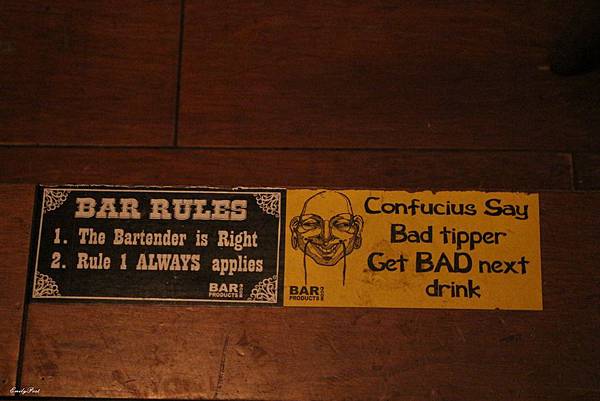 BAR RULES
1. The Bartender is Right
2. Rule 1 ALWAYS applies
BAR
PRODUCTS
Confucius Say
Bad tipper
Get BAD next
drink
BAR
PRODUCTS
EmilyPost